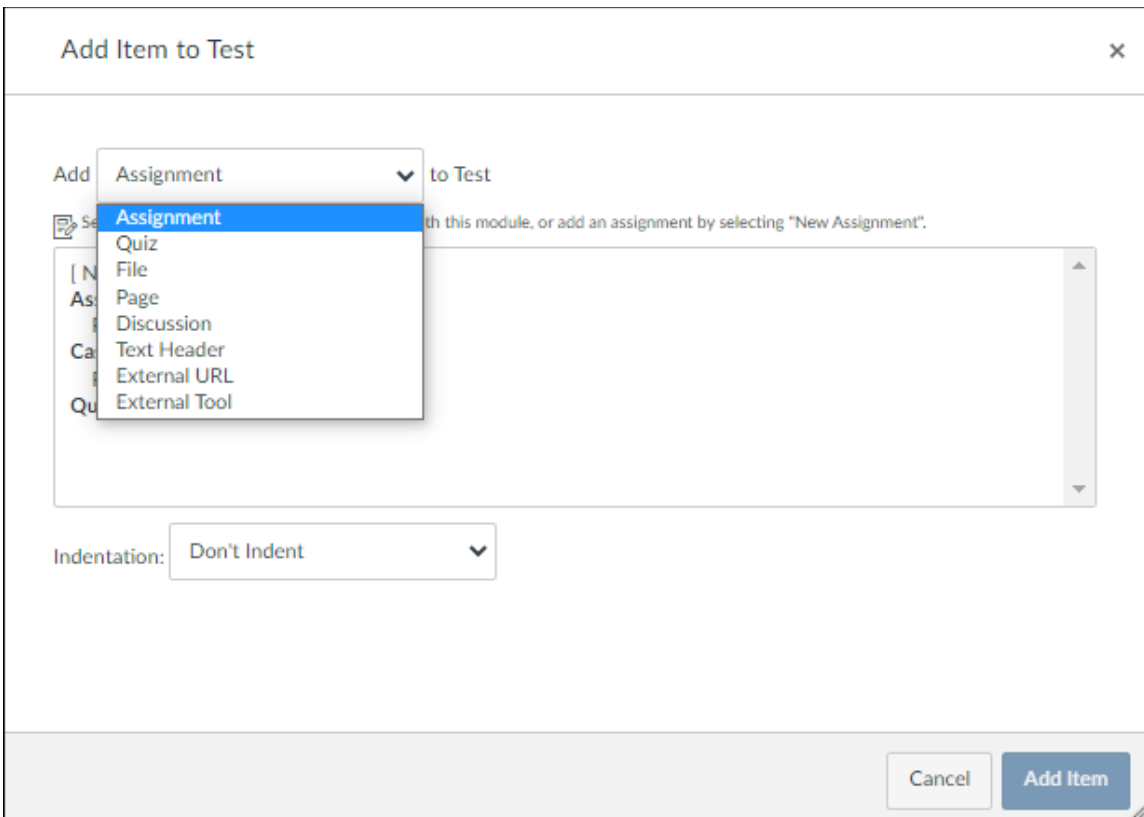 Add Item to Test
×
Add Assignment to Test
Assignment
Quiz
File
Page
Discussion
Text Header
External URL
External Tool
th this module, or add an assignment by selecting "New Assignment".
Indentation: Don't Indent
Cancel Add Item